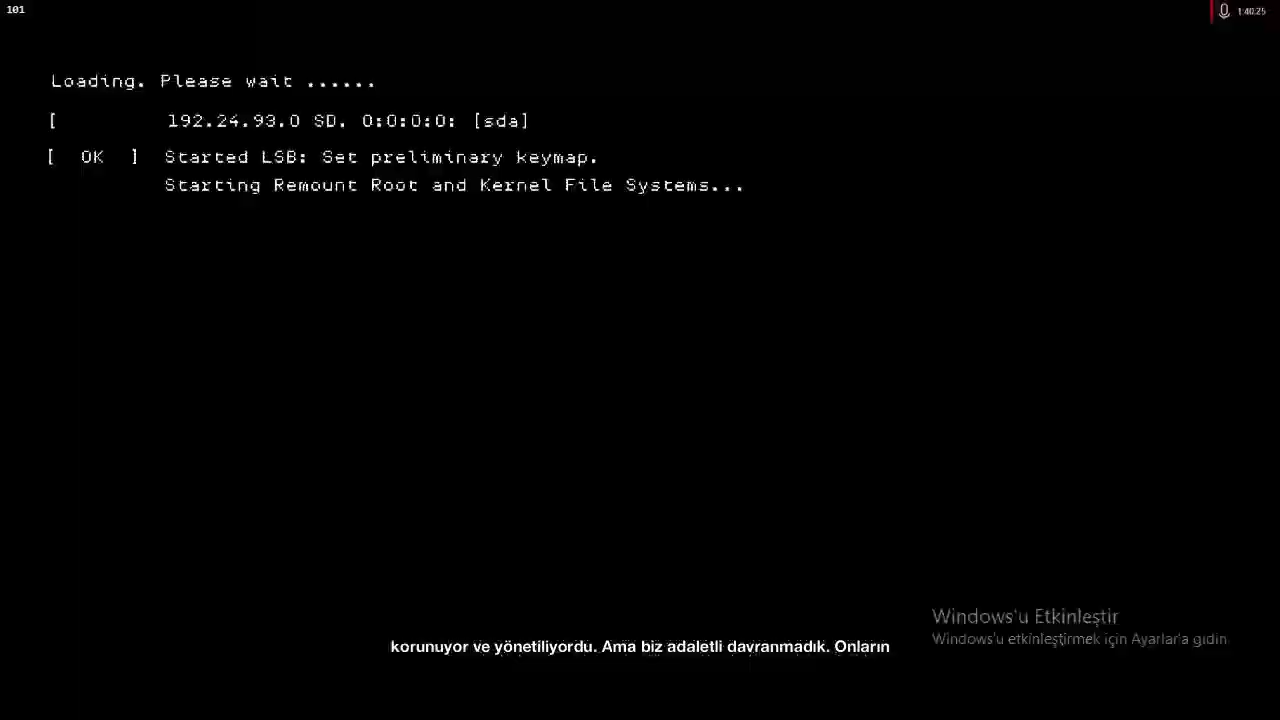 101
1:40:25
Loading. Please wait ......
[ 192.24.93.0 SD. 0:0:0:0: [sda]
[ OK ] Started LSB: Set preliminary keymap.
Starting Remount Root and Kernel File Systems...
Windows'u Etkinleştir
Windows'u etkinleştirmek için Ayarlar'a gidin
korunuyor ve yönetiliyordu. Ama biz adaletli davranmadık. Onların